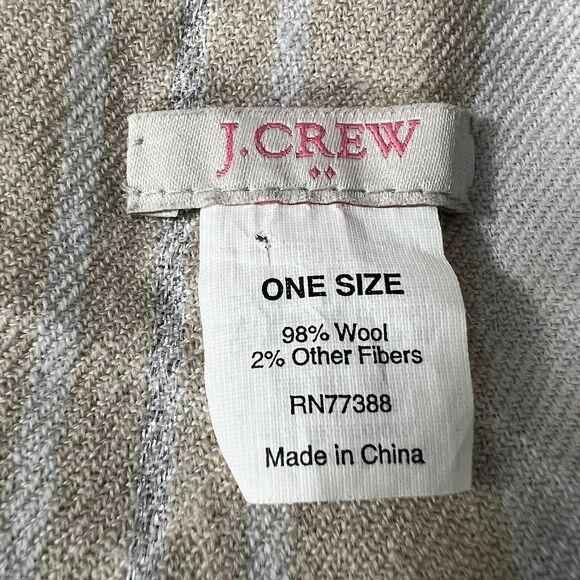 J.CREW
ONE SIZE
98% Wool
2% Other Fibers
RN77388
Made in China